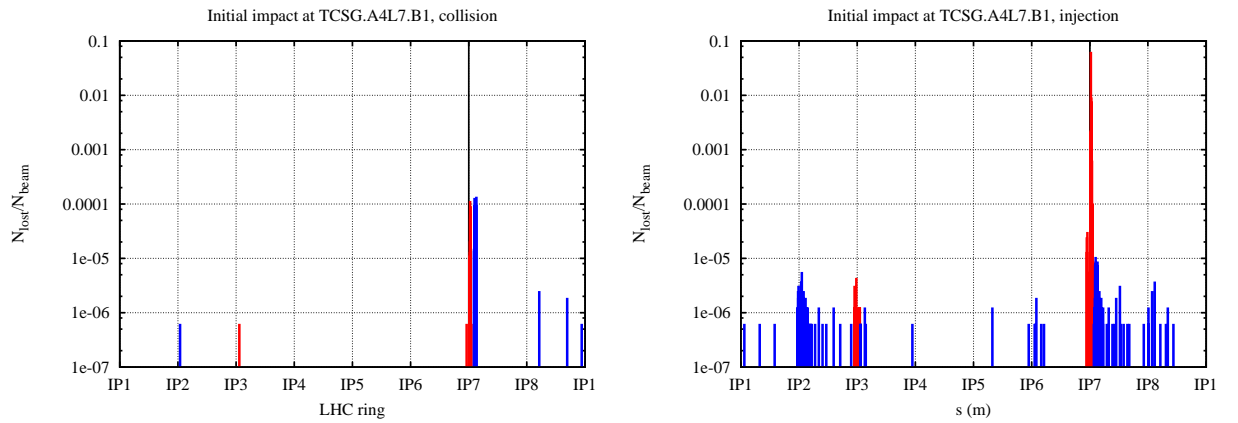 Initial impact at TCSG.A4L7.B1, collision
0.1
0.01
0.001
0.0001
1e-05
1e-06
1e-07
N_lost/N_beam
IP1 IP2 IP3 IP4 IP5 IP6 IP7 IP8 IP1
LHC ring
Initial impact at TCSG.A4L7.B1, injection
0.1
0.01
0.001
0.0001
1e-05
1e-06
1e-07
N_lost/N_beam
IP1 IP2 IP3 IP4 IP5 IP6 IP7 IP8 IP1
s (m)